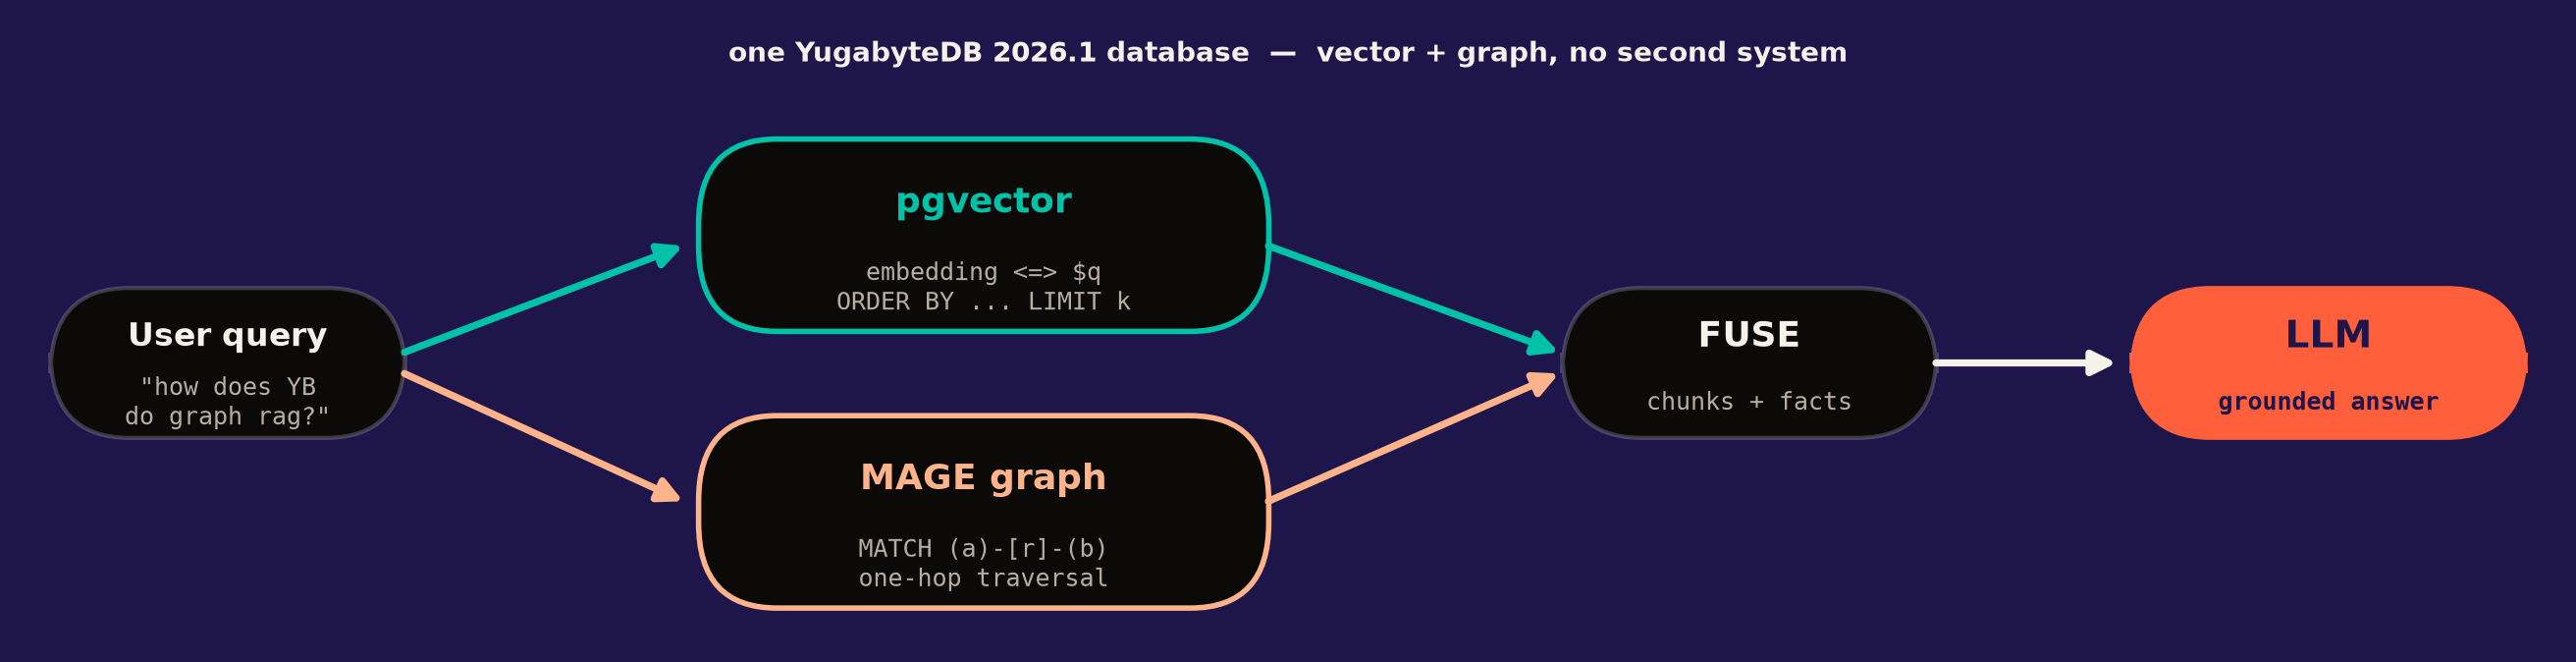 one YugabyteDB 2026.1 database — vector + graph, no second system
User query
"how does YB
do graph rag?"
pgvector
embedding <=> $q
ORDER BY ... LIMIT k
MAGE graph
MATCH (a)-[r]-(b)
one-hop traversal
FUSE
chunks + facts
LLM
grounded answer